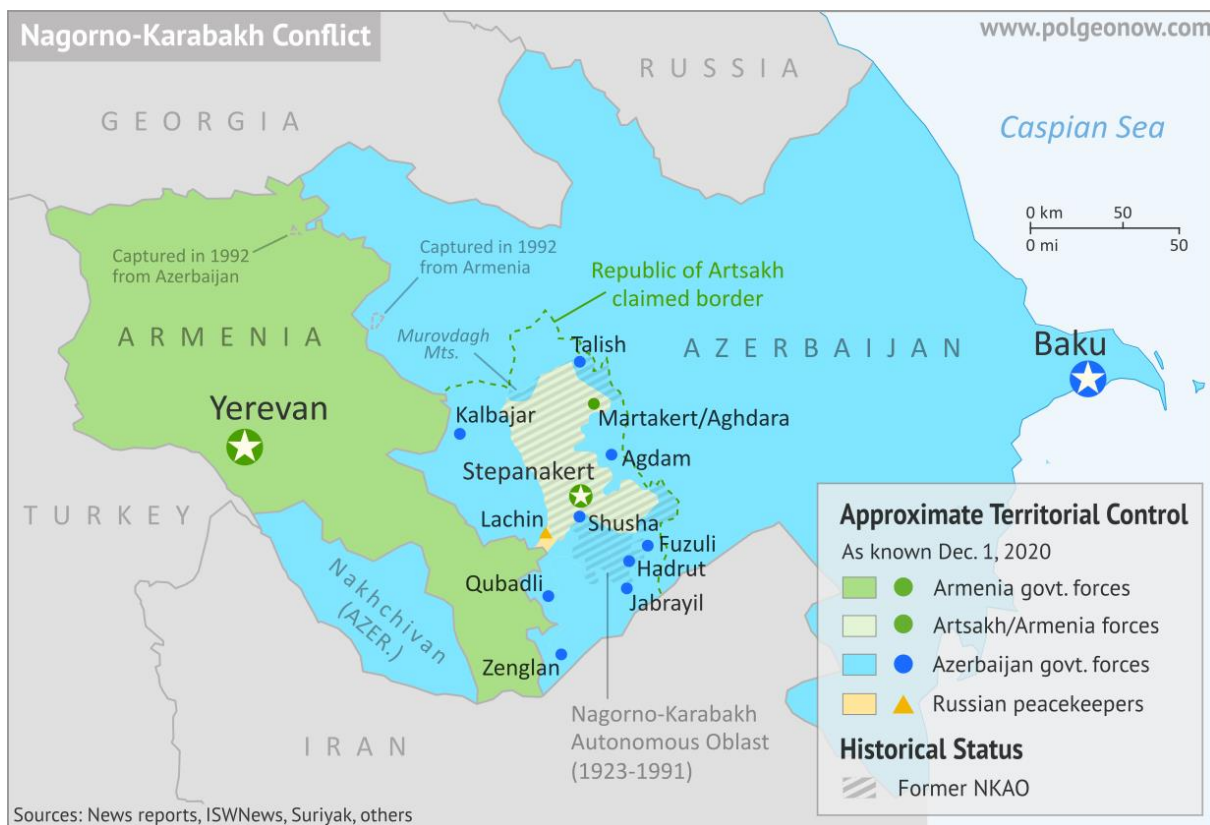 Nagorno-Karabakh Conflict
www.polgeonow.com
RUSSIA
GEORGIA
Caspian Sea
0 km 50
0 mi 50
Captured in 1992
from Azerbaijan
Captured in 1992
from Armenia
Republic of Artsakh
claimed border
ARMENIA
Murovdagh
Mts.
Talish
AZERBAIJAN
Baku
Yerevan
Kalbajar
Martakert/Aghdara
Agdam
Stepanakert
TURKEY
Lachin
Shusha
Fuzuli
Hadrut
Qubadli
Jabrayil
Nakhchivan
(AZER.)
Zenglan
Nagorno-Karabakh
Autonomous Oblast
(1923-1991)
IRAN
Approximate Territorial Control
As known Dec. 1, 2020
Armenia govt. forces
Artsakh/Armenia forces
Azerbaijan govt. forces
Russian peacekeepers
Historical Status
Former NKAO
Sources: News reports, ISWNews, Suriyak, others